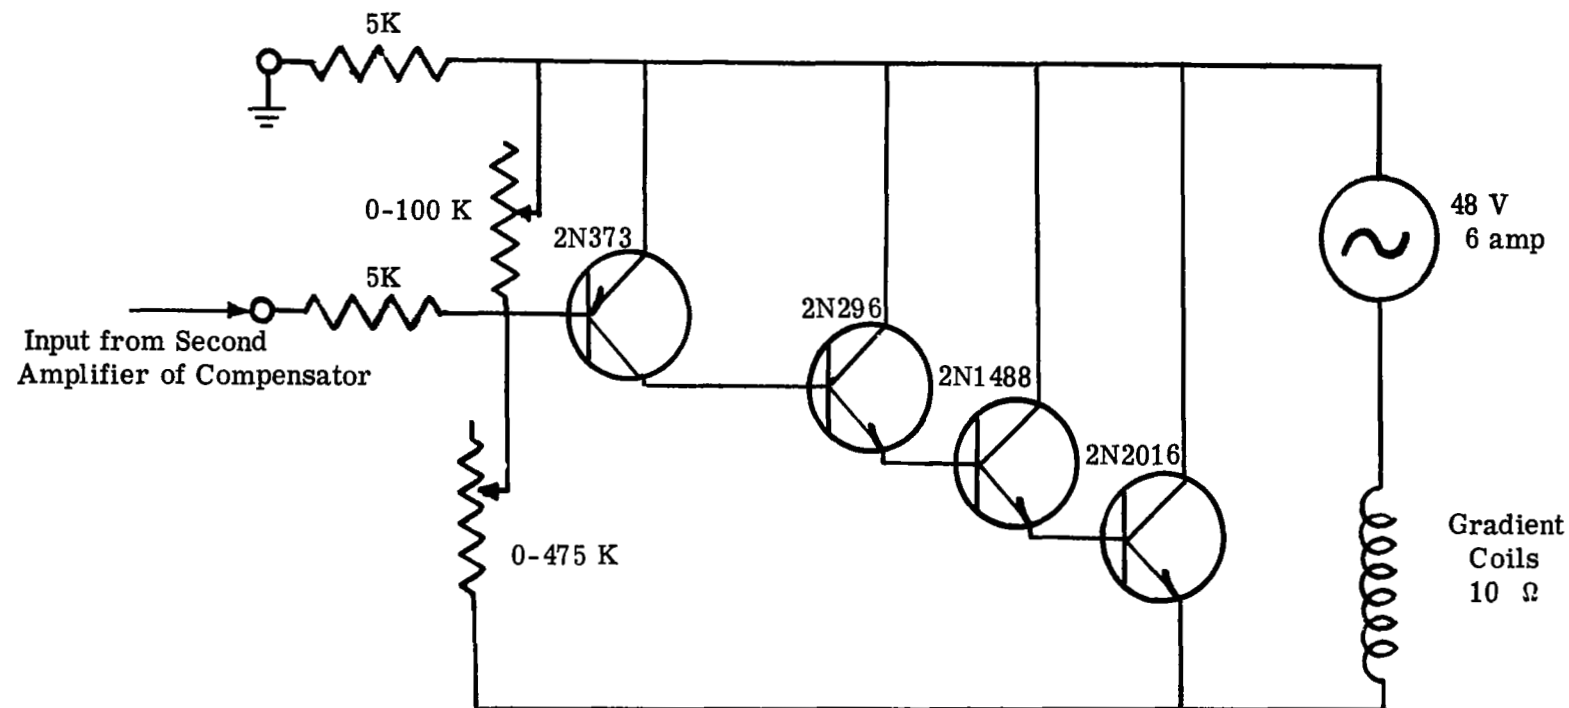 5K
0-100 K
2N373
5K
Input from Second
Amplifier of Compensator
2N296
2N1488
2N2016
0-475 K
48 V
6 amp
Gradient
Coils
10 Ω